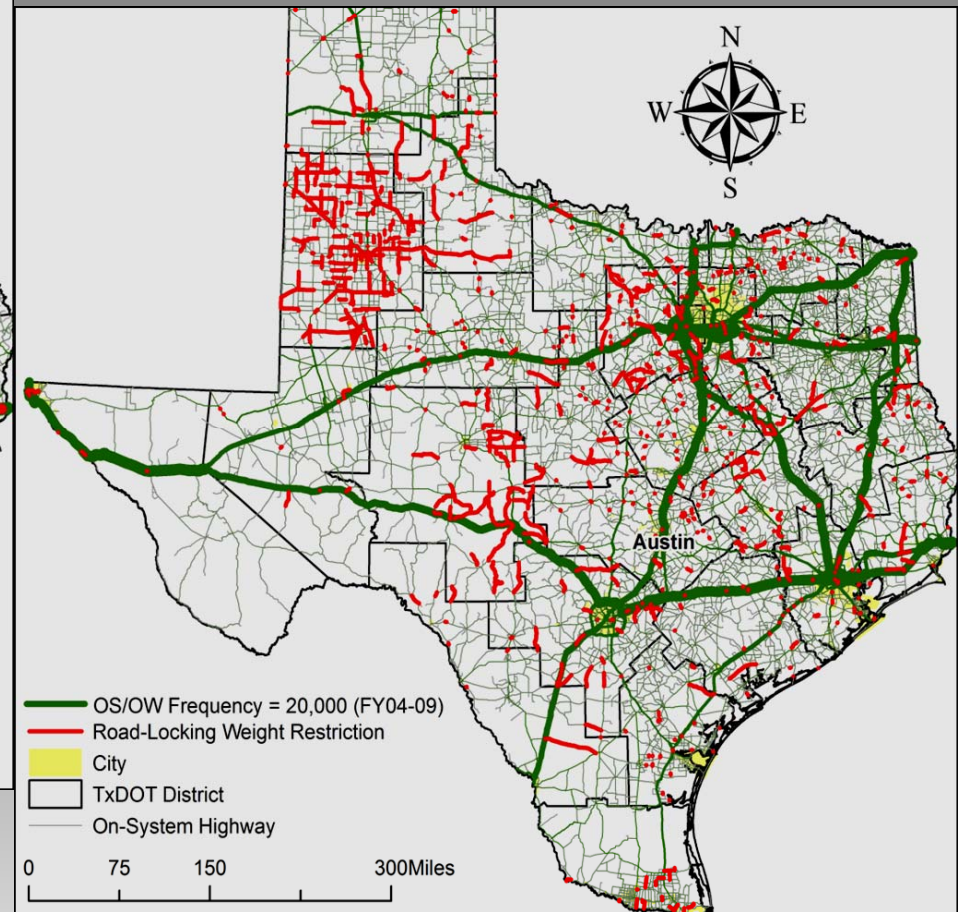 N
W E
S
Austin
OS/OW Frequency = 20,000 (FY04-09)
Road-Locking Weight Restriction
City
TxDOT District
On-System Highway
0 75 150 300Miles